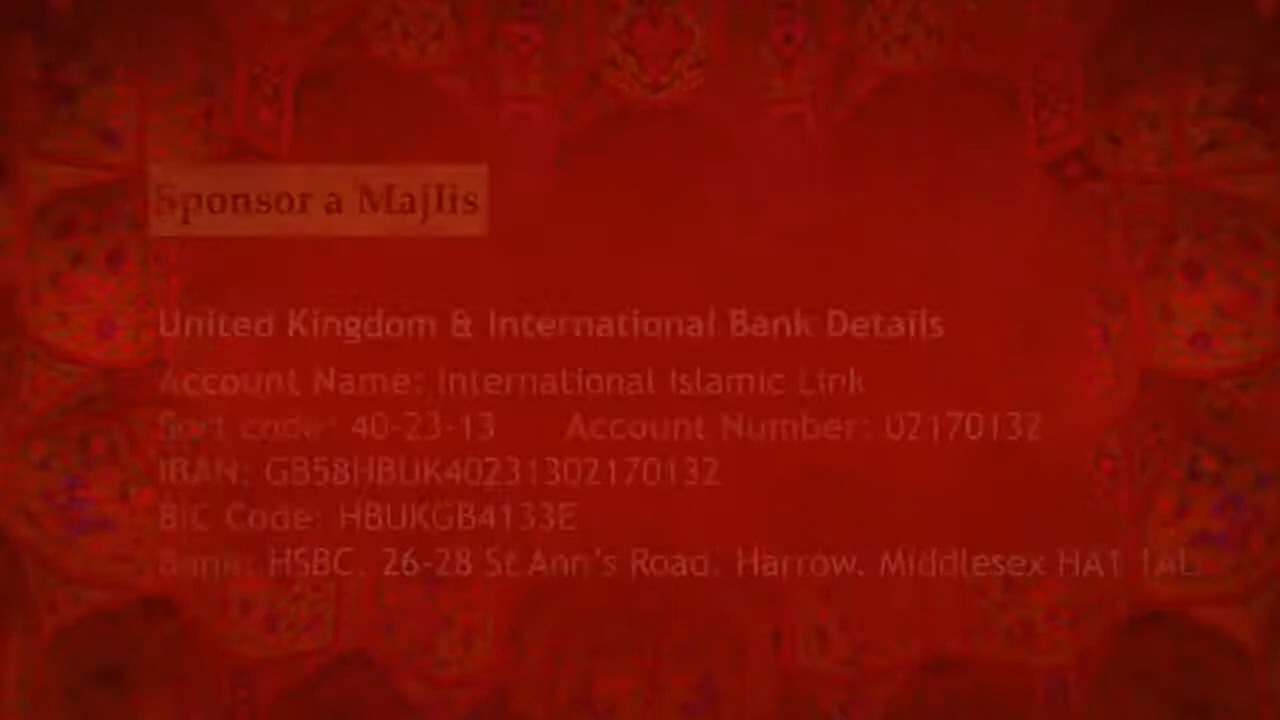 Sponsor a Majlis
United Kingdom & International Bank Details
Account Name: International Islamic Link
Sort code: 40-23-13 Account Number: 02170132
IBAN: GB58HBUK40231302170132
BIC Code: HBUKGB4133E
Bank: HSBC, 26-28 St Ann's Road, Harrow, Middlesex HA1 1AL